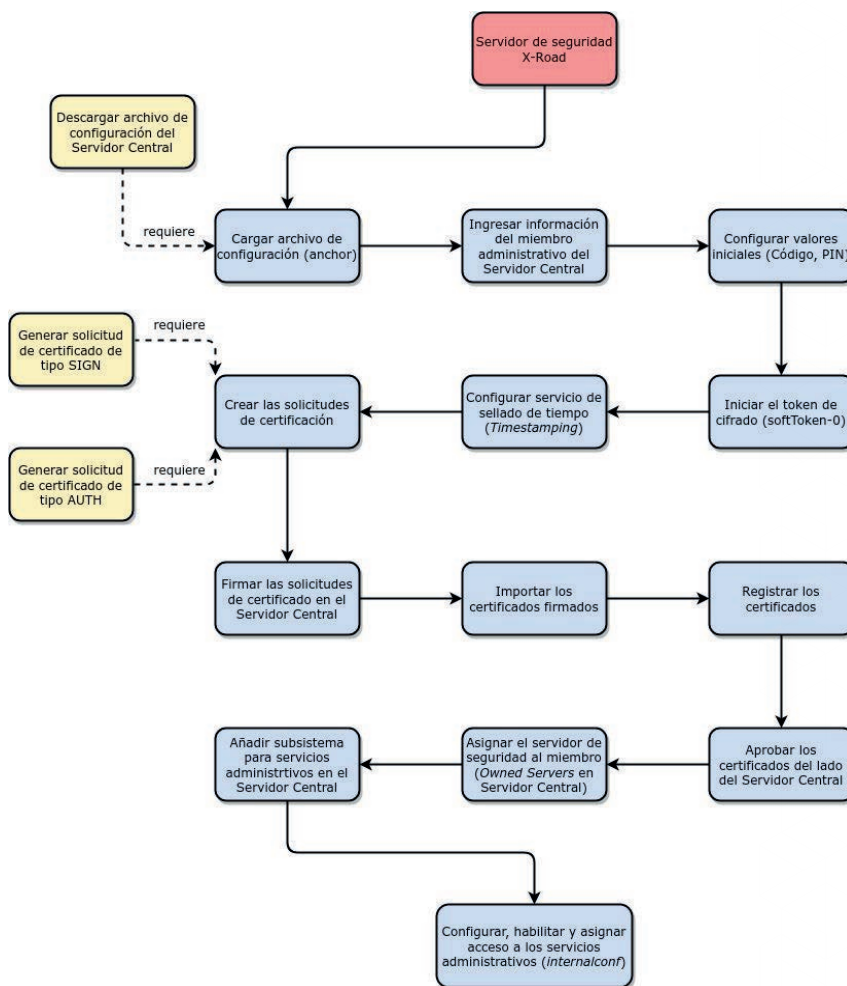 Servidor de seguridad
X-Road
Descargar archivo de
configuración del
Servidor Central
requiere
Cargar archivo de
configuración (anchor)
Ingresar información
del miembro
administrativo del
Servidor Central
Configurar valores
iniciales (Código, PIN)
Generar solicitud
de certificado de
tipo SIGN
requiere
Crear las solicitudes
de certificación
Configurar servicio de
sellado de tiempo
(Timestamping)
Iniciar el token de
cifrado (softToken-0)
Generar solicitud
de certificado de
tipo AUTH
requiere
Firmar las solicitudes
de certificado en el
Servidor Central
Importar los
certificados firmados
Registrar los
certificados
Añadir subsistema
para servicios
administrtivos en el
Servidor Central
Asignar el servidor de
seguridad al miembro
(Owned Servers en
Servidor Central)
Aprobar los
certificados del lado
del Servidor Central
Configurar, habilitar y asignar
acceso a los servicios
administrativos (internalconf)